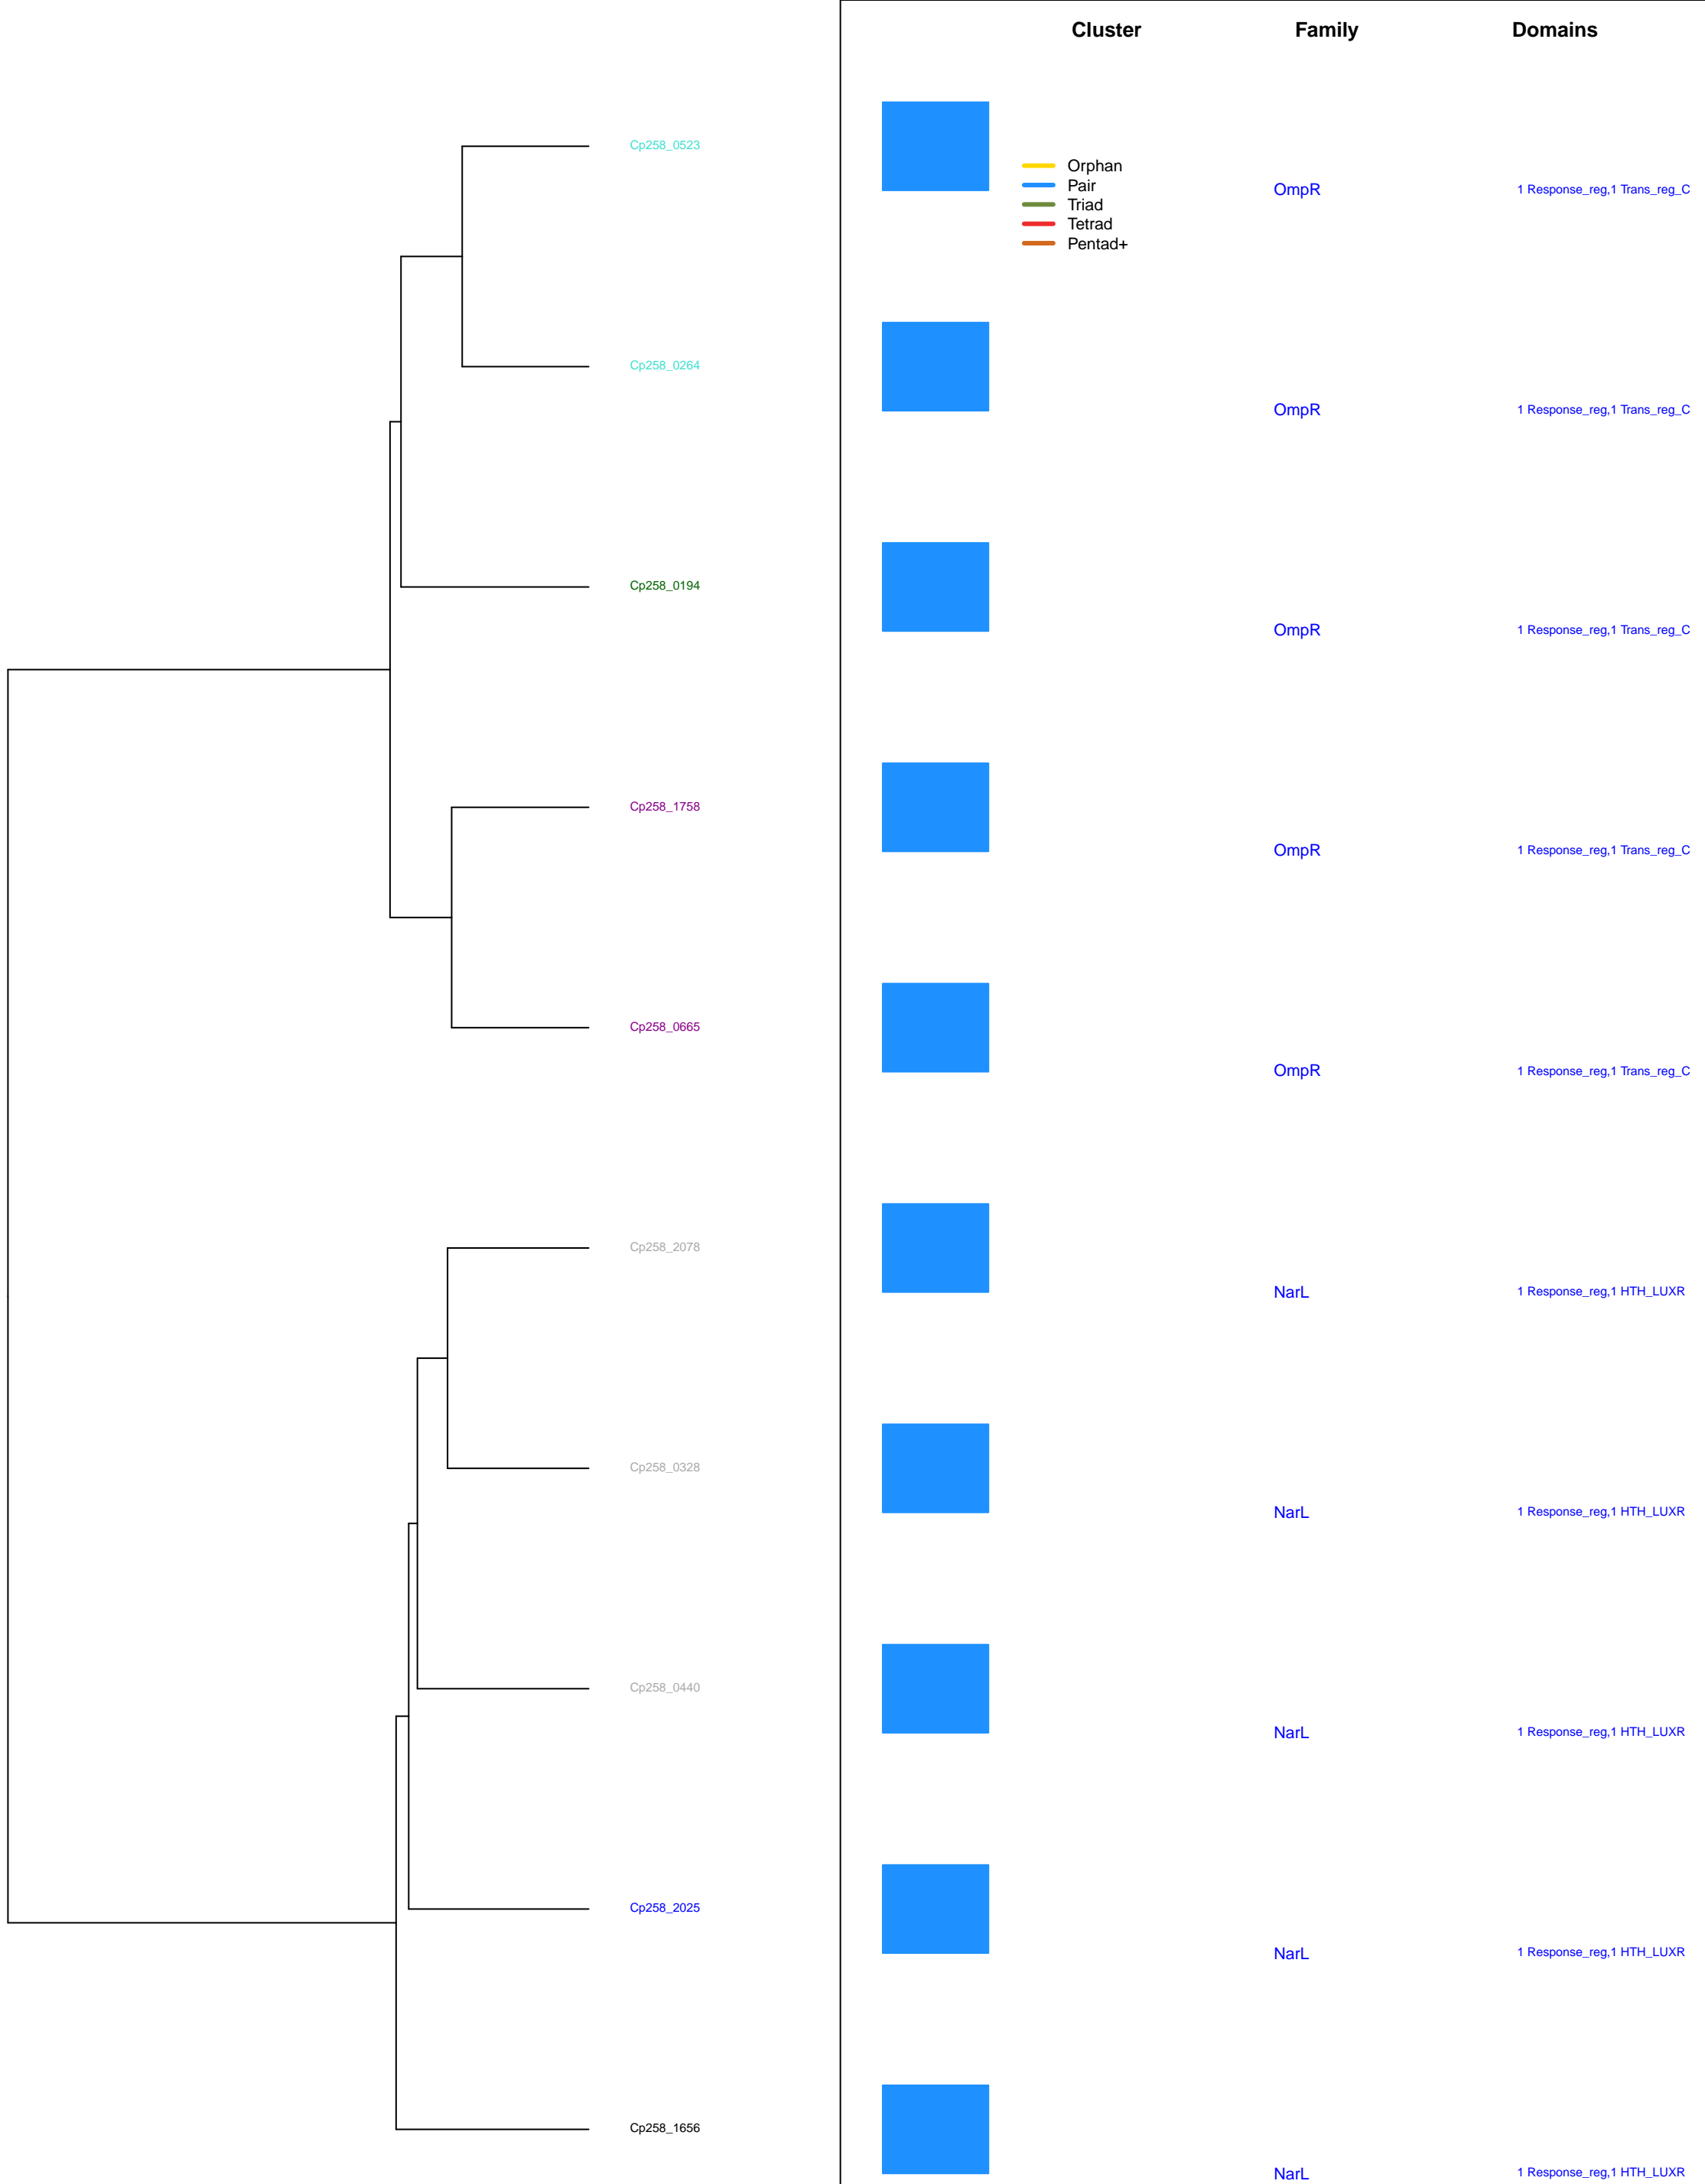 Cluster Family Domains
Cp258_0523
Orphan
Pair
Triad
Tetrad
Pentad+
OmpR 1 Response_reg,1 Trans_reg_C
Cp258_0264
OmpR 1 Response_reg,1 Trans_reg_C
Cp258_0194
OmpR 1 Response_reg,1 Trans_reg_C
Cp258_1758
OmpR 1 Response_reg,1 Trans_reg_C
Cp258_0665
OmpR 1 Response_reg,1 Trans_reg_C
Cp258_2078
NarL 1 Response_reg,1 HTH_LUXR
Cp258_0328
NarL 1 Response_reg,1 HTH_LUXR
Cp258_0440
NarL 1 Response_reg,1 HTH_LUXR
Cp258_2025
NarL 1 Response_reg,1 HTH_LUXR
Cp258_1656
NarL 1 Response_reg,1 HTH_LUXR